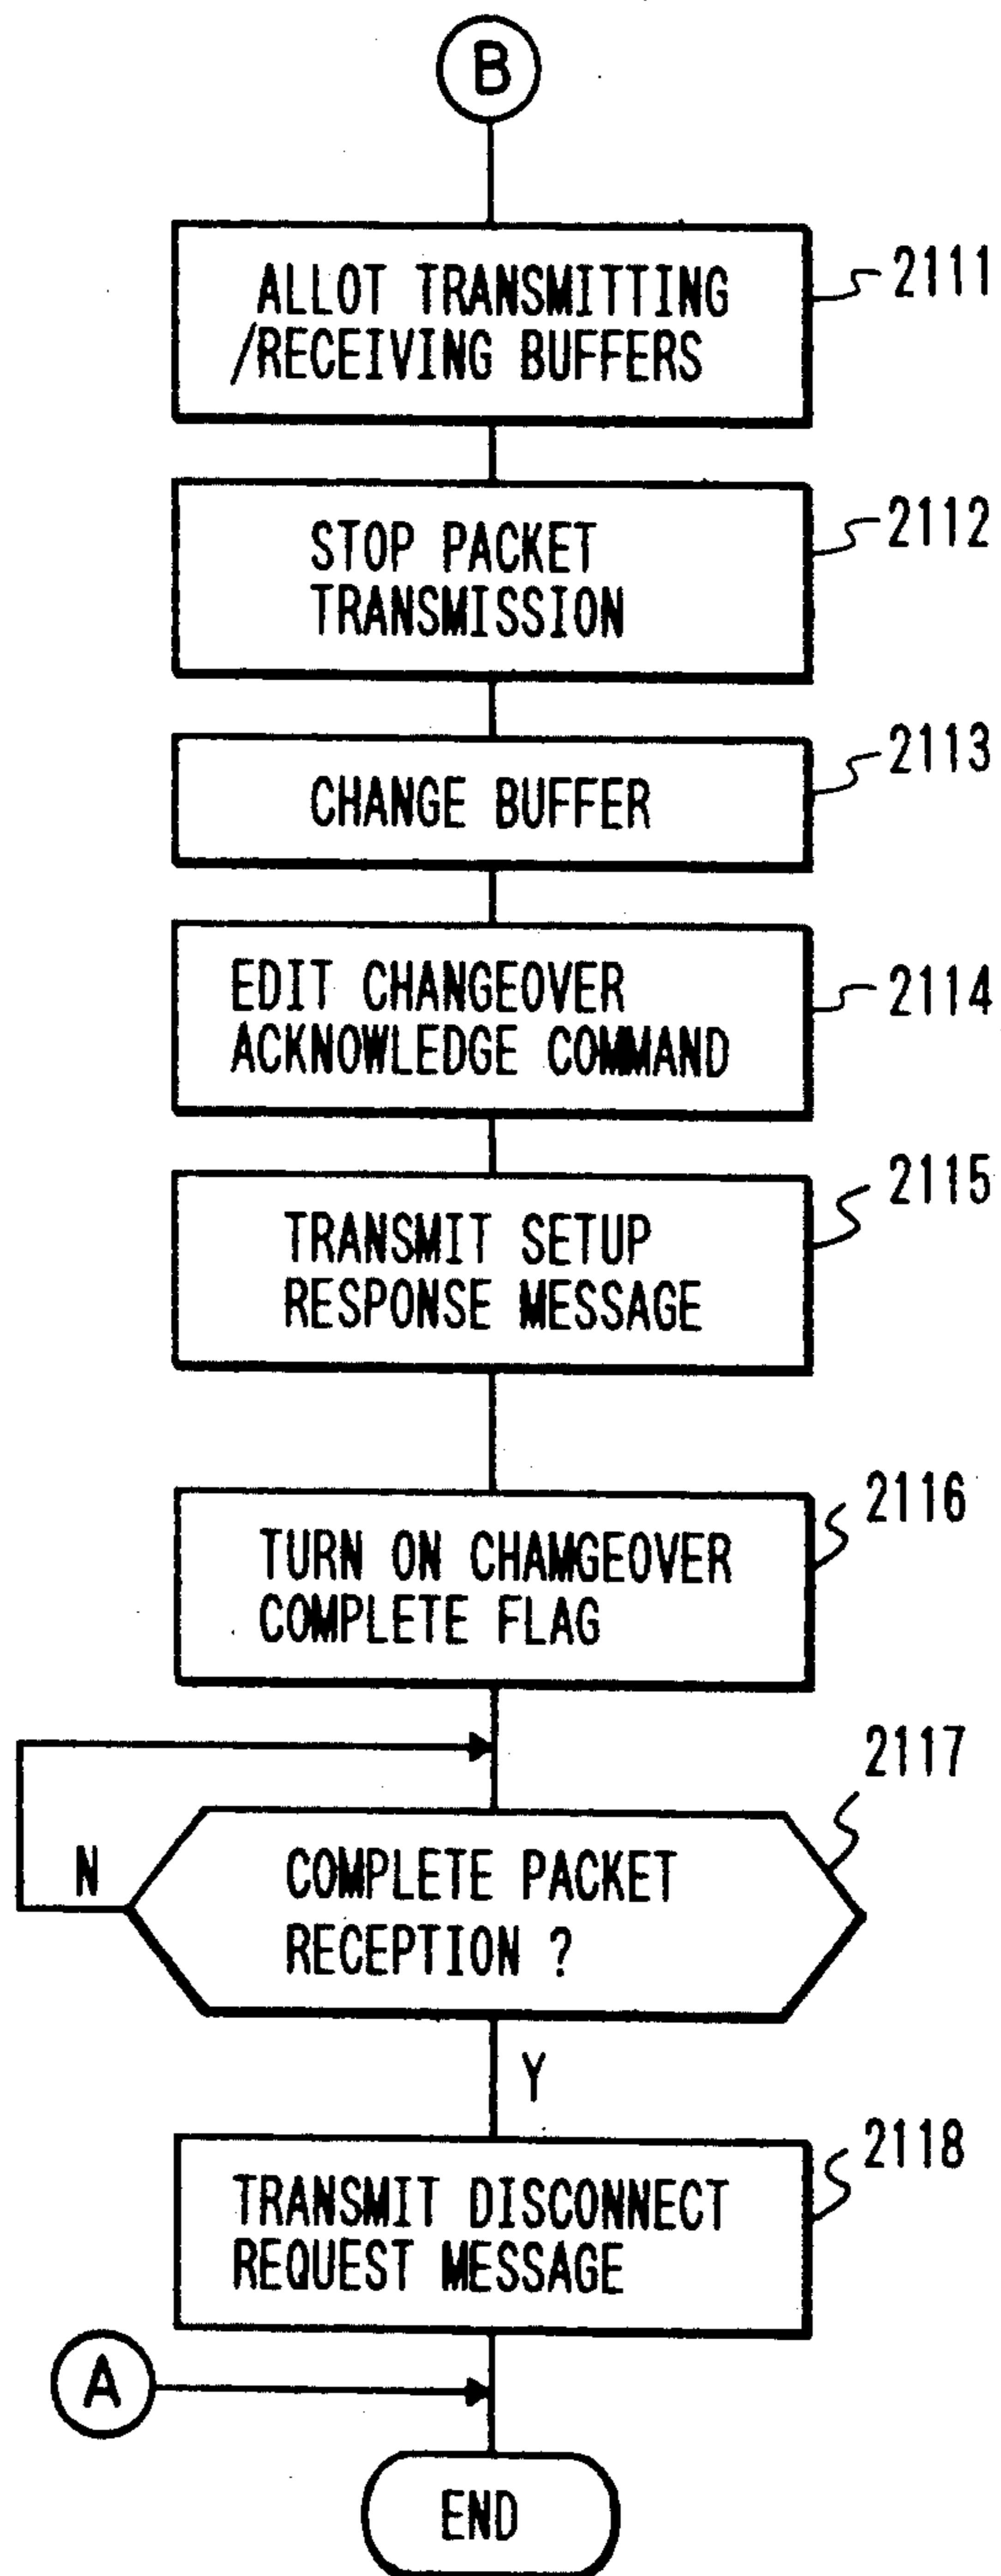 B
ALLOT TRANSMITTING
/RECEIVING BUFFERS
2111
STOP PACKET
TRANSMISSION
2112
CHANGE BUFFER
2113
EDIT CHANGEOVER
ACKNOWLEDGE COMMAND
2114
TRANSMIT SETUP
RESPONSE MESSAGE
2115
TURN ON CHAMGEOVER
COMPLETE FLAG
2116
COMPLETE PACKET
RECEPTION ?
2117
N
Y
TRANSMIT DISCONNECT
REQUEST MESSAGE
2118
A
END